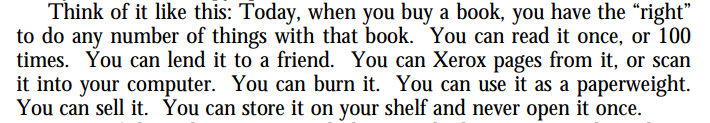 Think of it like this: Today, when you buy a book, you have the “right”
to do any number of things with that book.  You can read it once, or 100
times.  You can lend it to a friend.  You can Xerox pages from it, or scan
it into your computer.  You can burn it.  You can use it as a paperweight.
You can sell it.  You can store it on your shelf and never open it once.